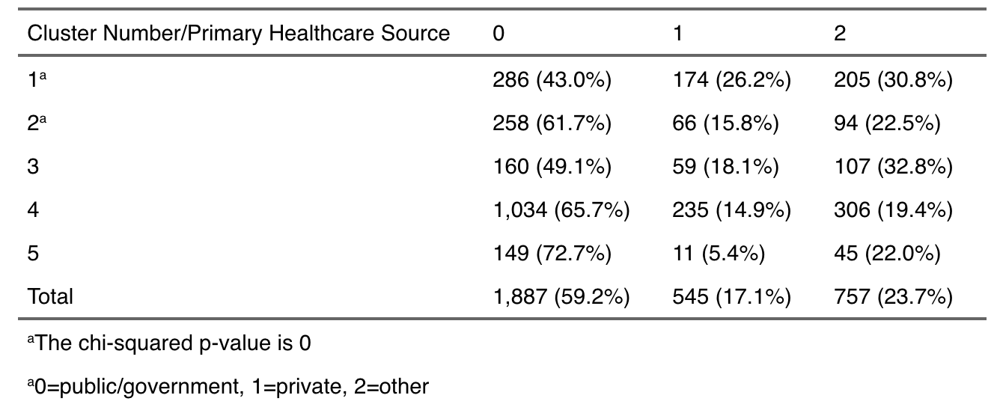 Cluster Number/Primary Healthcare Source 0 1 2
1ᵃ 286 (43.0%) 174 (26.2%) 205 (30.8%)
2ᵃ 258 (61.7%) 66 (15.8%) 94 (22.5%)
3 160 (49.1%) 59 (18.1%) 107 (32.8%)
4 1,034 (65.7%) 235 (14.9%) 306 (19.4%)
5 149 (72.7%) 11 (5.4%) 45 (22.0%)
Total 1,887 (59.2%) 545 (17.1%) 757 (23.7%)
ᵃThe chi-squared p-value is 0
ᵃ0=public/government, 1=private, 2=other